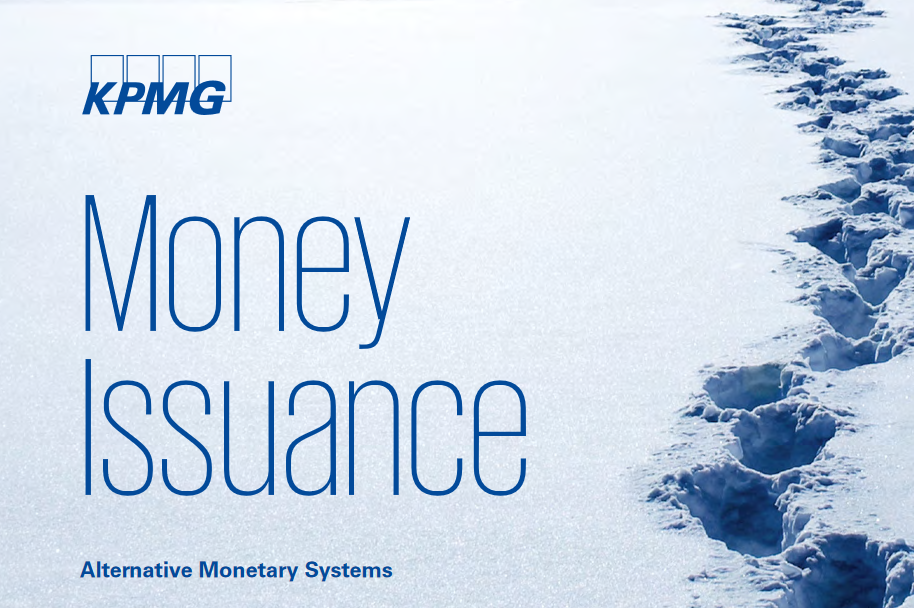 KPMG
Money
Issuance
Alternative Monetary Systems